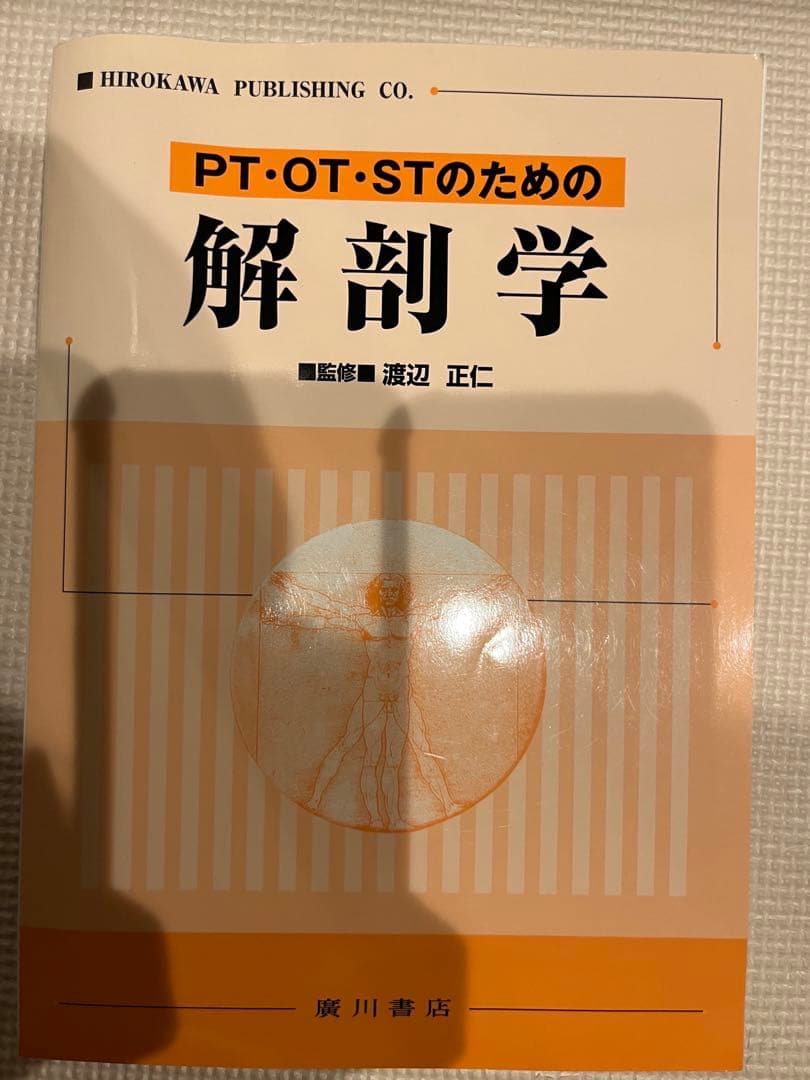 ■ HIROKAWA PUBLISHING CO.
PT・OT・STのための
解剖学
■監修■ 渡辺 正仁
廣川書店